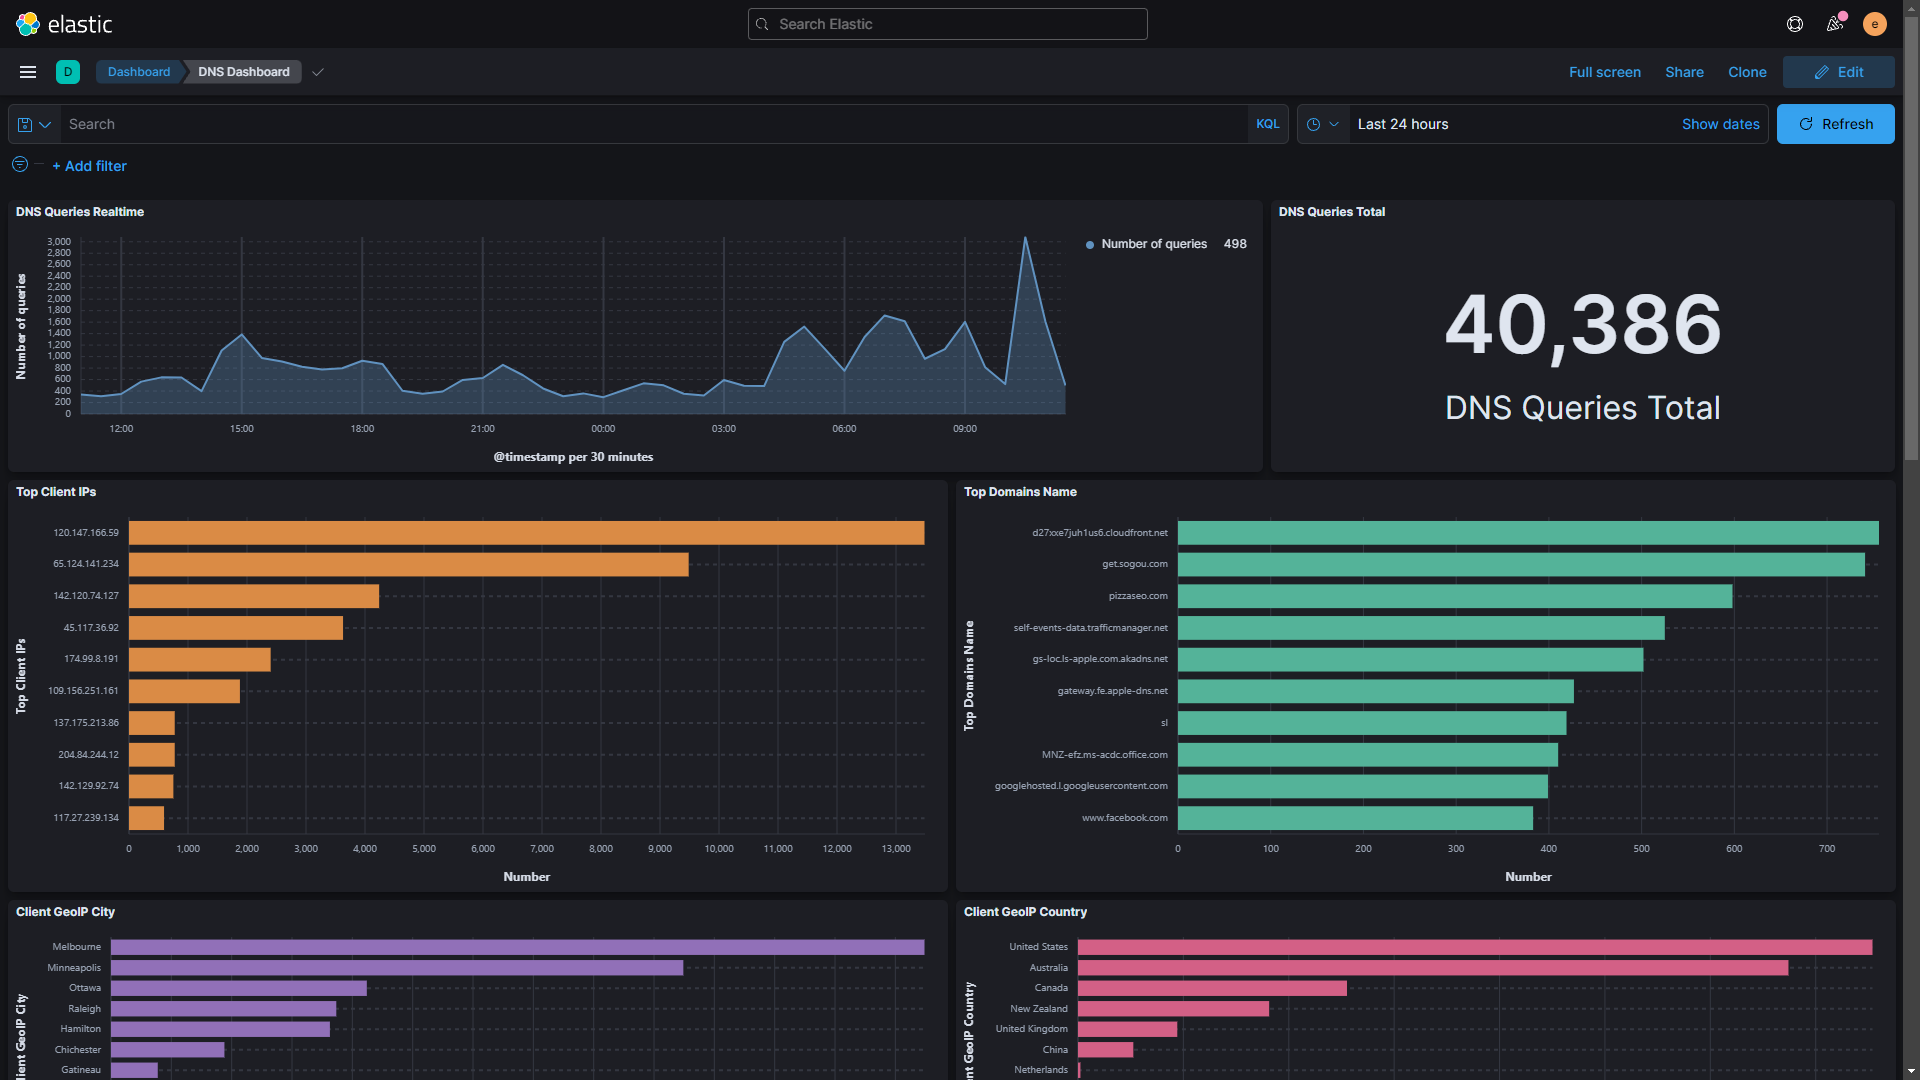 elastic
Search Elastic
e
D
Dashboard
DNS Dashboard
Full screen
Share
Clone
Edit
Search
KQL
Last 24 hours
Show dates
Refresh
+ Add filter
DNS Queries Realtime
Number of queries
3,000
2,800
2,600
2,400
2,200
2,000
1,800
1,600
1,400
1,200
1,000
800
600
400
200
0
12:00
15:00
18:00
21:00
00:00
03:00
06:00
09:00
@timestamp per 30 minutes
Number of queries 498
DNS Queries Total
40,386
DNS Queries Total
Top Client IPs
Top Client IPs
120.147.166.59
65.124.141.234
142.120.74.127
45.117.36.92
174.99.8.191
109.156.251.161
137.175.213.86
204.84.244.12
142.129.92.74
117.27.239.134
0
1,000
2,000
3,000
4,000
5,000
6,000
7,000
8,000
9,000
10,000
11,000
12,000
13,000
Number
Top Domains Name
Top Domains Name
d27xxe7juh1us6.cloudfront.net
get.sogou.com
pizzaseo.com
self-events-data.trafficmanager.net
gs-loc.ls-apple.com.akadns.net
gateway.fe.apple-dns.net
sl
MNZ-efz.ms-acdc.office.com
googlehosted.l.googleusercontent.com
www.facebook.com
0
100
200
300
400
500
600
700
Number
Client GeoIP City
lient GeoIP City
Melbourne
Minneapolis
Ottawa
Raleigh
Hamilton
Chichester
Gatineau
Client GeoIP Country
nt GeoIP Country
United States
Australia
Canada
New Zealand
United Kingdom
China
Netherlands